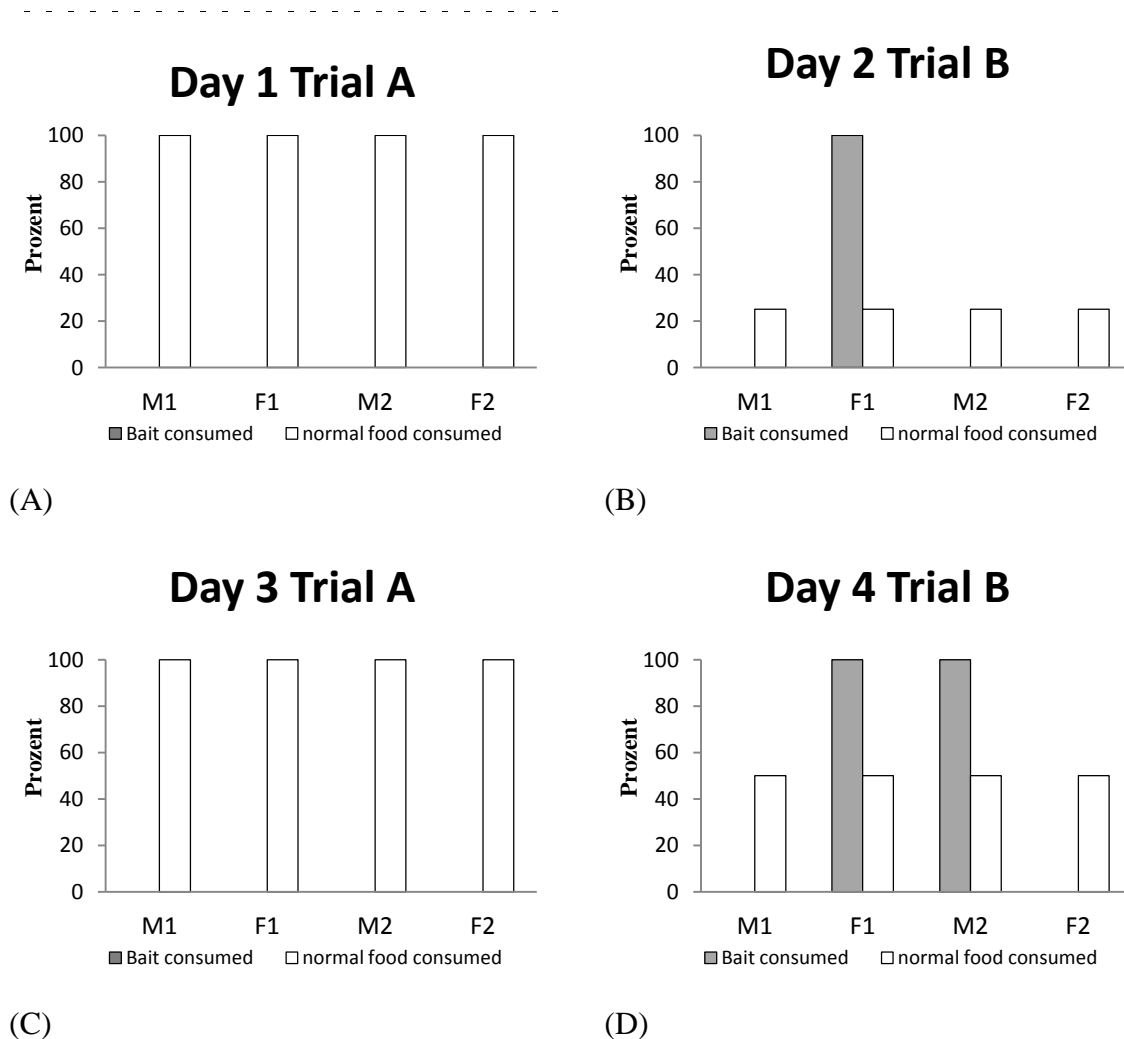 Day 1 Trial A
100
80
60
40
20
0
Prozent
M1 F1 M2 F2
Bait consumed normal food consumed
(A)
Day 2 Trial B
100
80
60
40
20
0
Prozent
M1 F1 M2 F2
Bait consumed normal food consumed
(B)
Day 3 Trial A
100
80
60
40
20
0
Prozent
M1 F1 M2 F2
Bait consumed normal food consumed
(C)
Day 4 Trial B
100
80
60
40
20
0
Prozent
M1 F1 M2 F2
Bait consumed normal food consumed
(D)